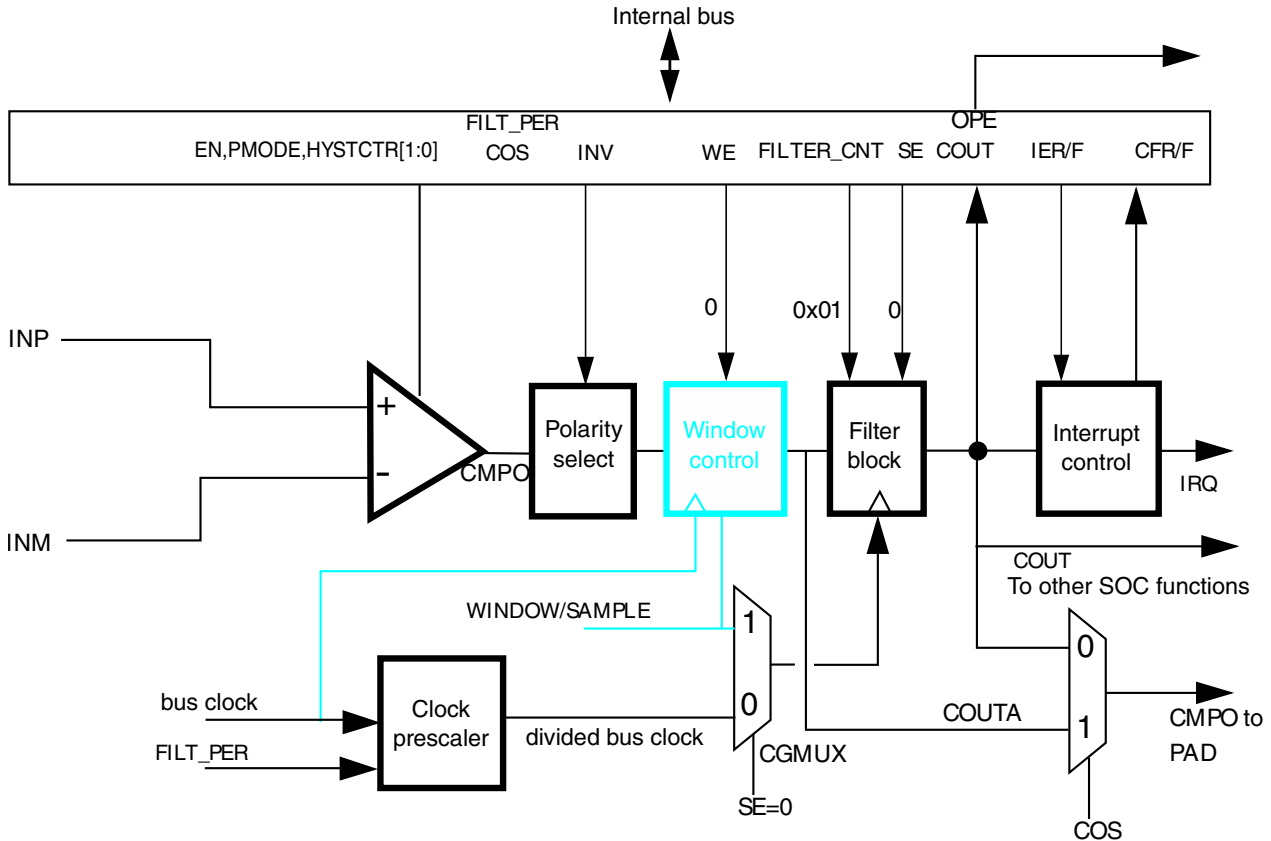 Internal bus
FILT_PER
OPE
EN,PMODE,HYSTCTR[1:0]
COS
INV
WE
FILTER_CNT
SE
COUT
IER/F
CFR/F
0
0x01
0
INP
+
-
INM
CMPO
Polarity
select
Window
control
Filter
block
Interrupt
control
IRQ
COUT
To other SOC functions
WINDOW/SAMPLE
1
0
bus clock
FILT_PER
Clock
prescaler
divided bus clock
CGMUX
SE=0
COUTA
0
1
CMPO to
PAD
COS